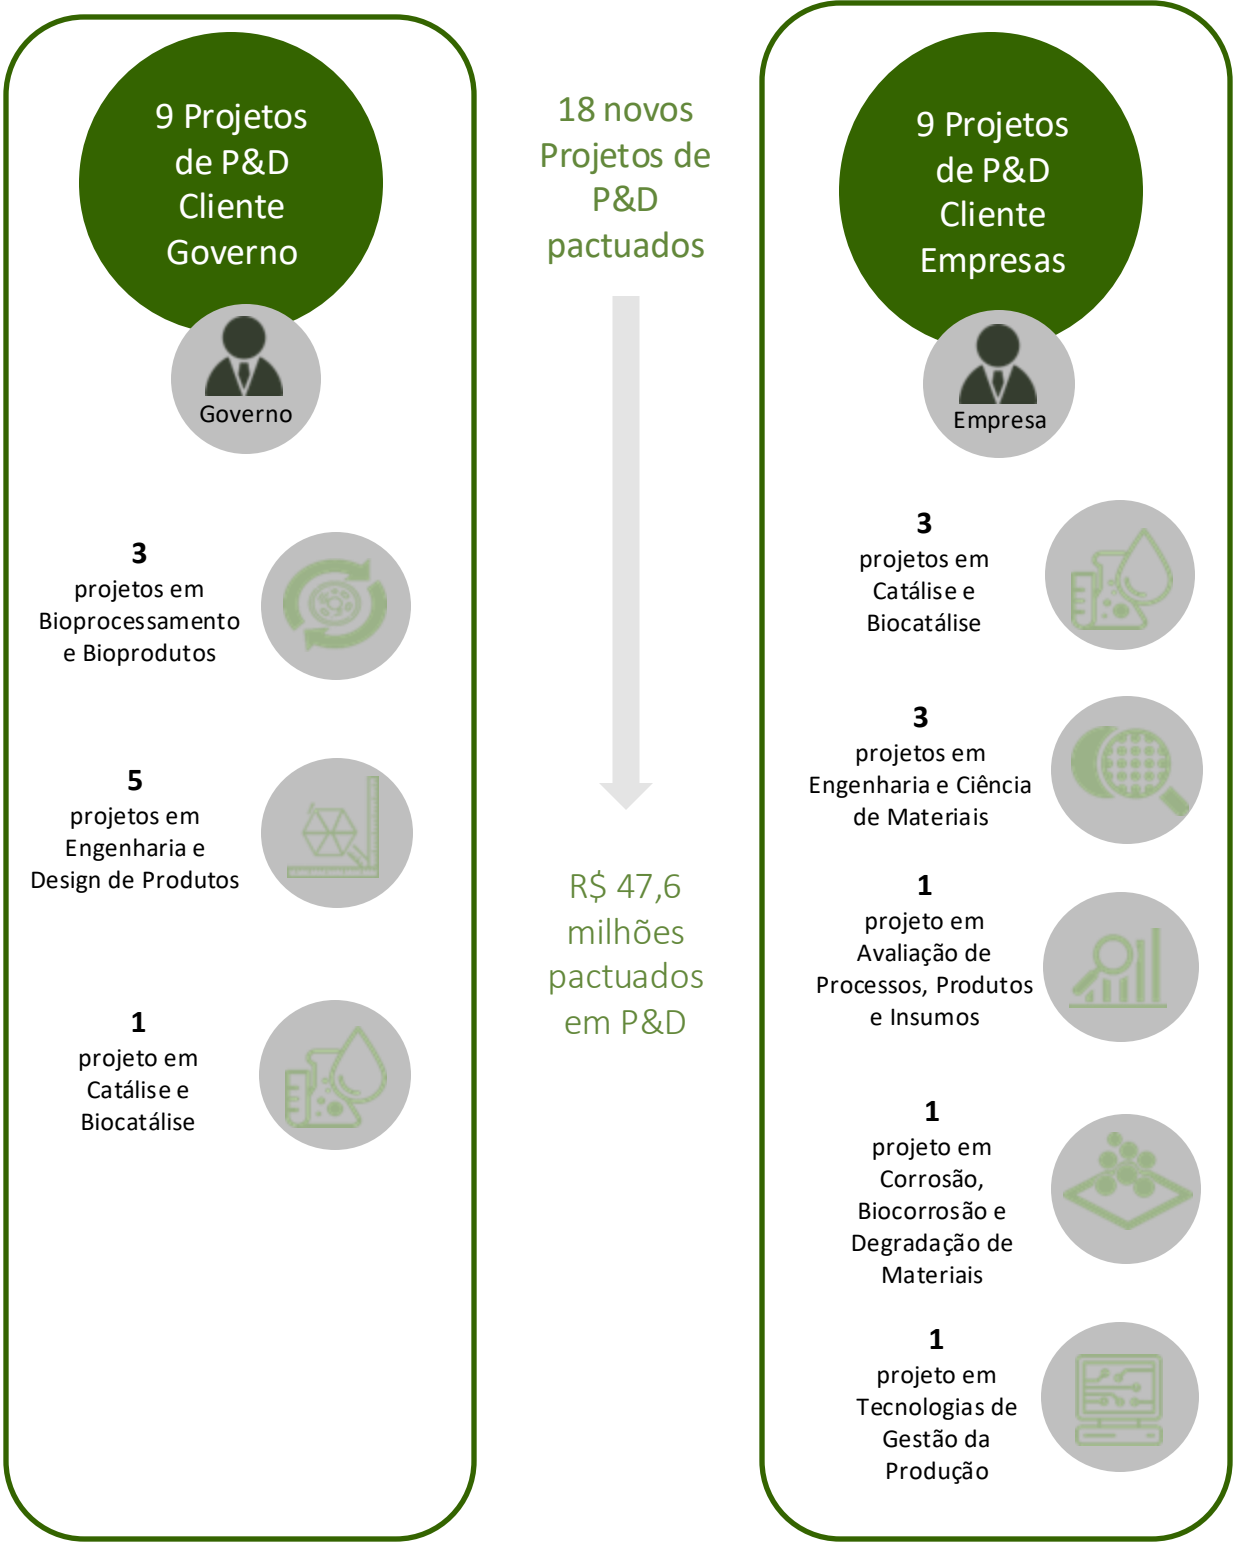 9 Projetos
de P&D
Cliente
Governo
Governo
3
projetos em
Bioprocessamento
e Bioprodutos
5
projetos em
Engenharia e
Design de Produtos
1
projeto em
Catálise e
Biocatálise
18 novos
Projetos de
P&D
pactuados
R$ 47,6
milhões
pactuados
em P&D
9 Projetos
de P&D
Cliente
Empresas
Empresa
3
projetos em
Catálise e
Biocatálise
3
projetos em
Engenharia e Ciência
de Materiais
1
projeto em
Avaliação de
Processos, Produtos
e Insumos
1
projeto em
Corrosão,
Biocorrosão e
Degradação de
Materiais
1
projeto em
Tecnologias de
Gestão da
Produção